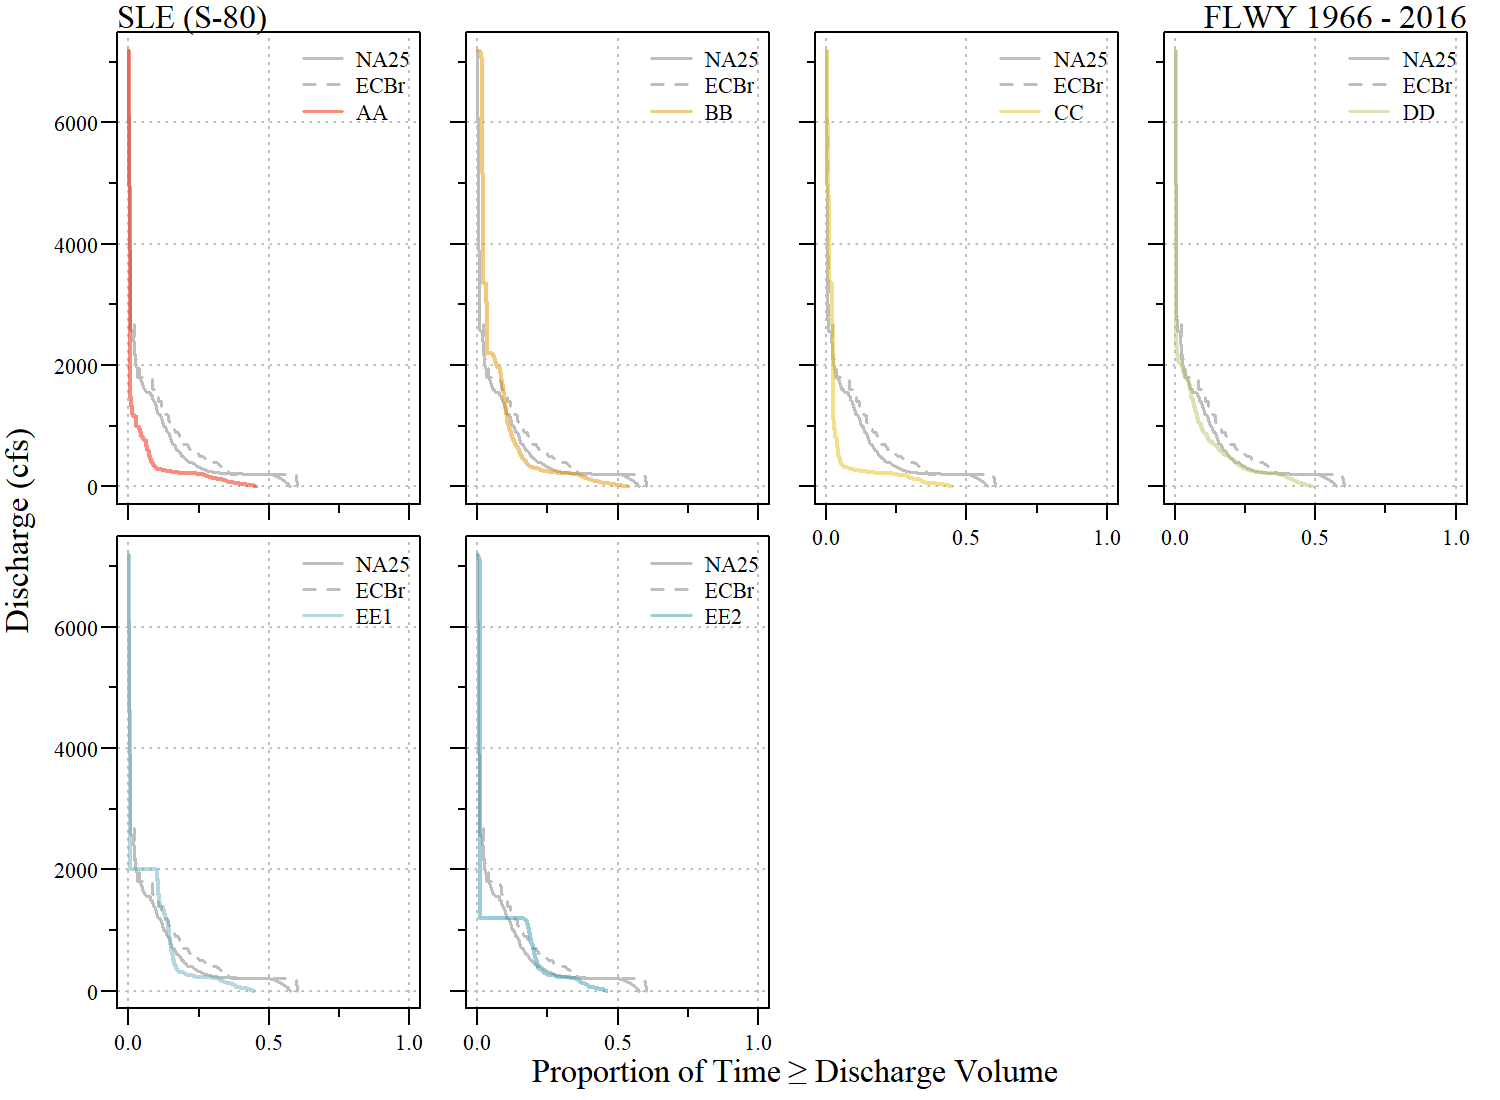 SLE (S-80)
FLWY 1966 - 2016
NA25
ECBr
AA
NA25
ECBr
BB
NA25
ECBr
CC
NA25
ECBr
DD
6000
4000
2000
0
0.0 0.5 1.0
0.0 0.5 1.0
NA25
ECBr
EE1
NA25
ECBr
EE2
6000
4000
2000
0
0.0 0.5 1.0
0.0 0.5 1.0
Discharge (cfs)
Proportion of Time ≥ Discharge Volume